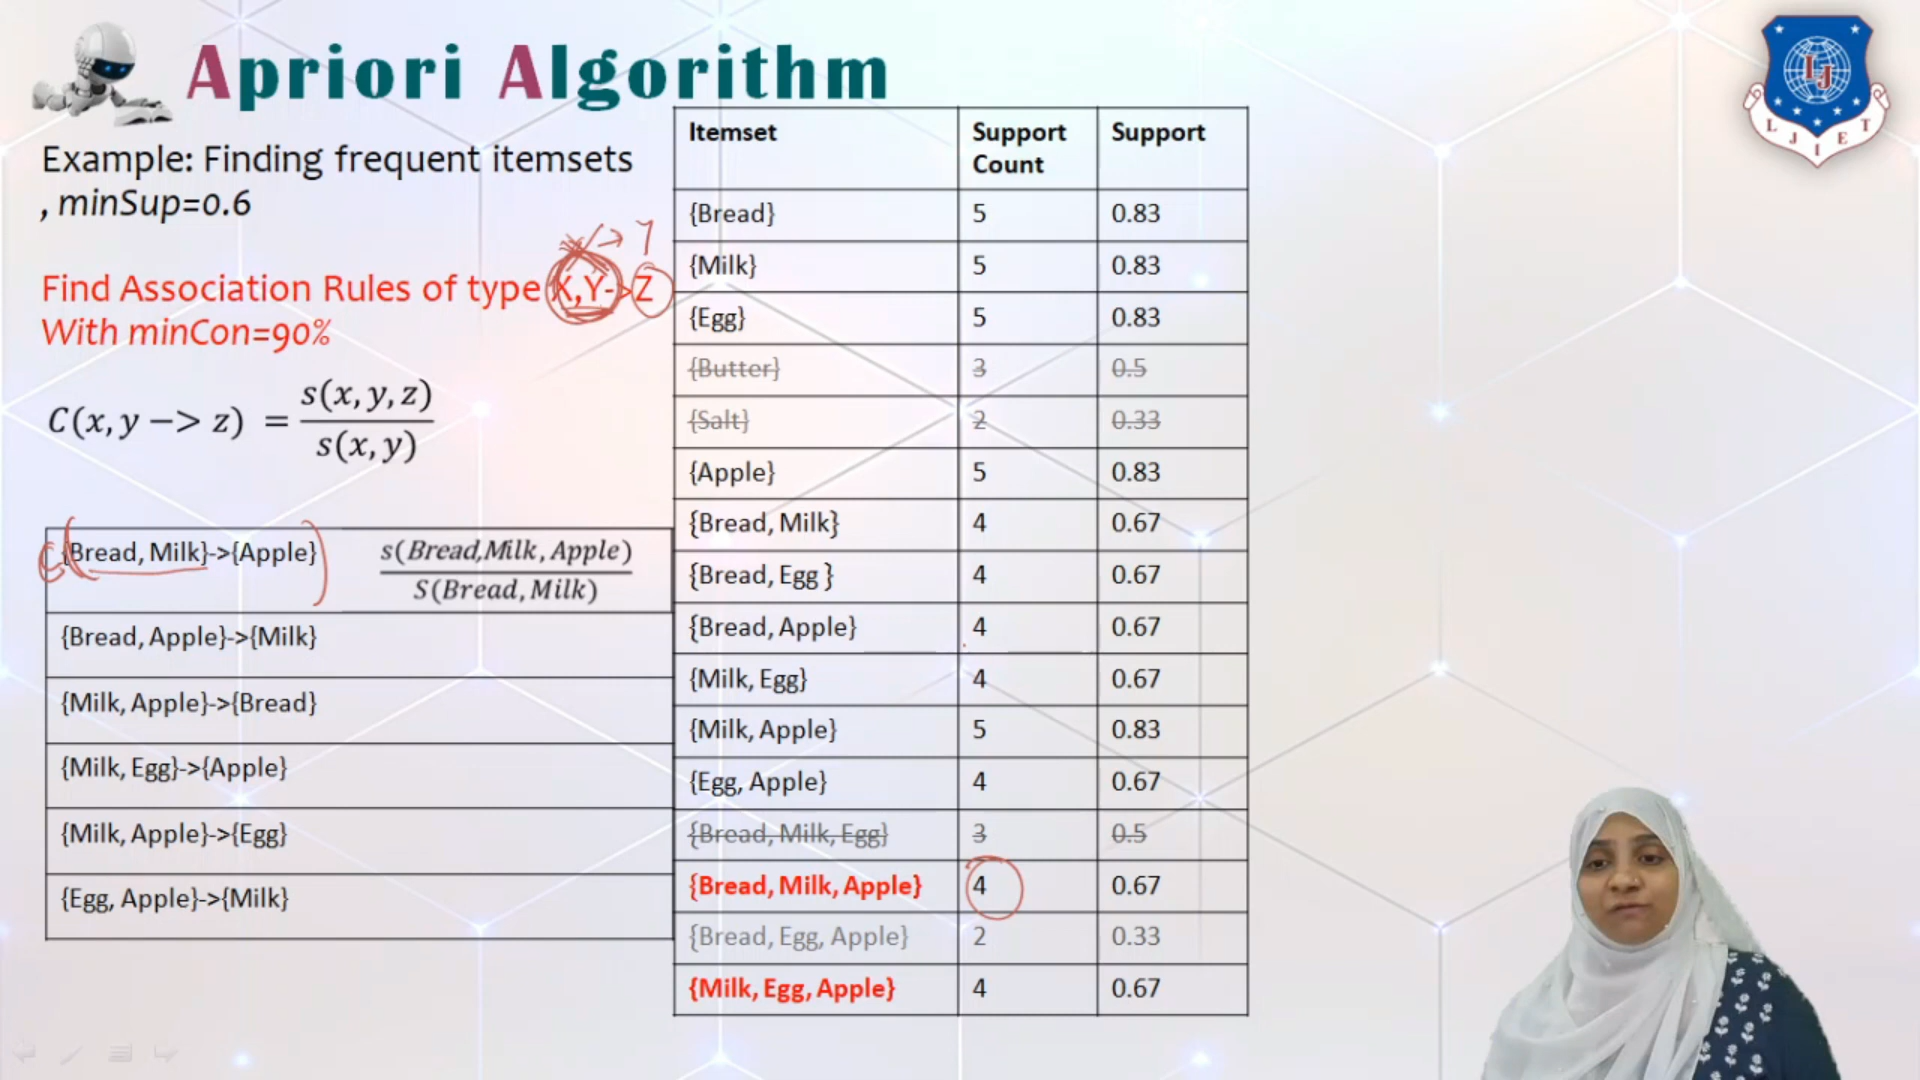 Apriori Algorithm
Example: Finding frequent itemsets
, minSup=0.6
X -> Y
Find Association Rules of type X,Y->Z
With minCon=90%
C(x, y -> z) = s(x, y, z) / s(x, y)
C({Bread, Milk}->{Apple}) s(Bread,Milk, Apple) / S(Bread, Milk)
{Bread, Apple}->{Milk}
{Milk, Apple}->{Bread}
{Milk, Egg}->{Apple}
{Milk, Apple}->{Egg}
{Egg, Apple}->{Milk}
Itemset Support Count Support
{Bread} 5 0.83
{Milk} 5 0.83
{Egg} 5 0.83
{Butter} 3 0.5
{Salt} 2 0.33
{Apple} 5 0.83
{Bread, Milk} 4 0.67
{Bread, Egg } 4 0.67
{Bread, Apple} 4 0.67
{Milk, Egg} 4 0.67
{Milk, Apple} 5 0.83
{Egg, Apple} 4 0.67
{Bread, Milk, Egg} 3 0.5
{Bread, Milk, Apple} 4 0.67
{Bread, Egg, Apple} 2 0.33
{Milk, Egg, Apple} 4 0.67
LJ
L J I E T